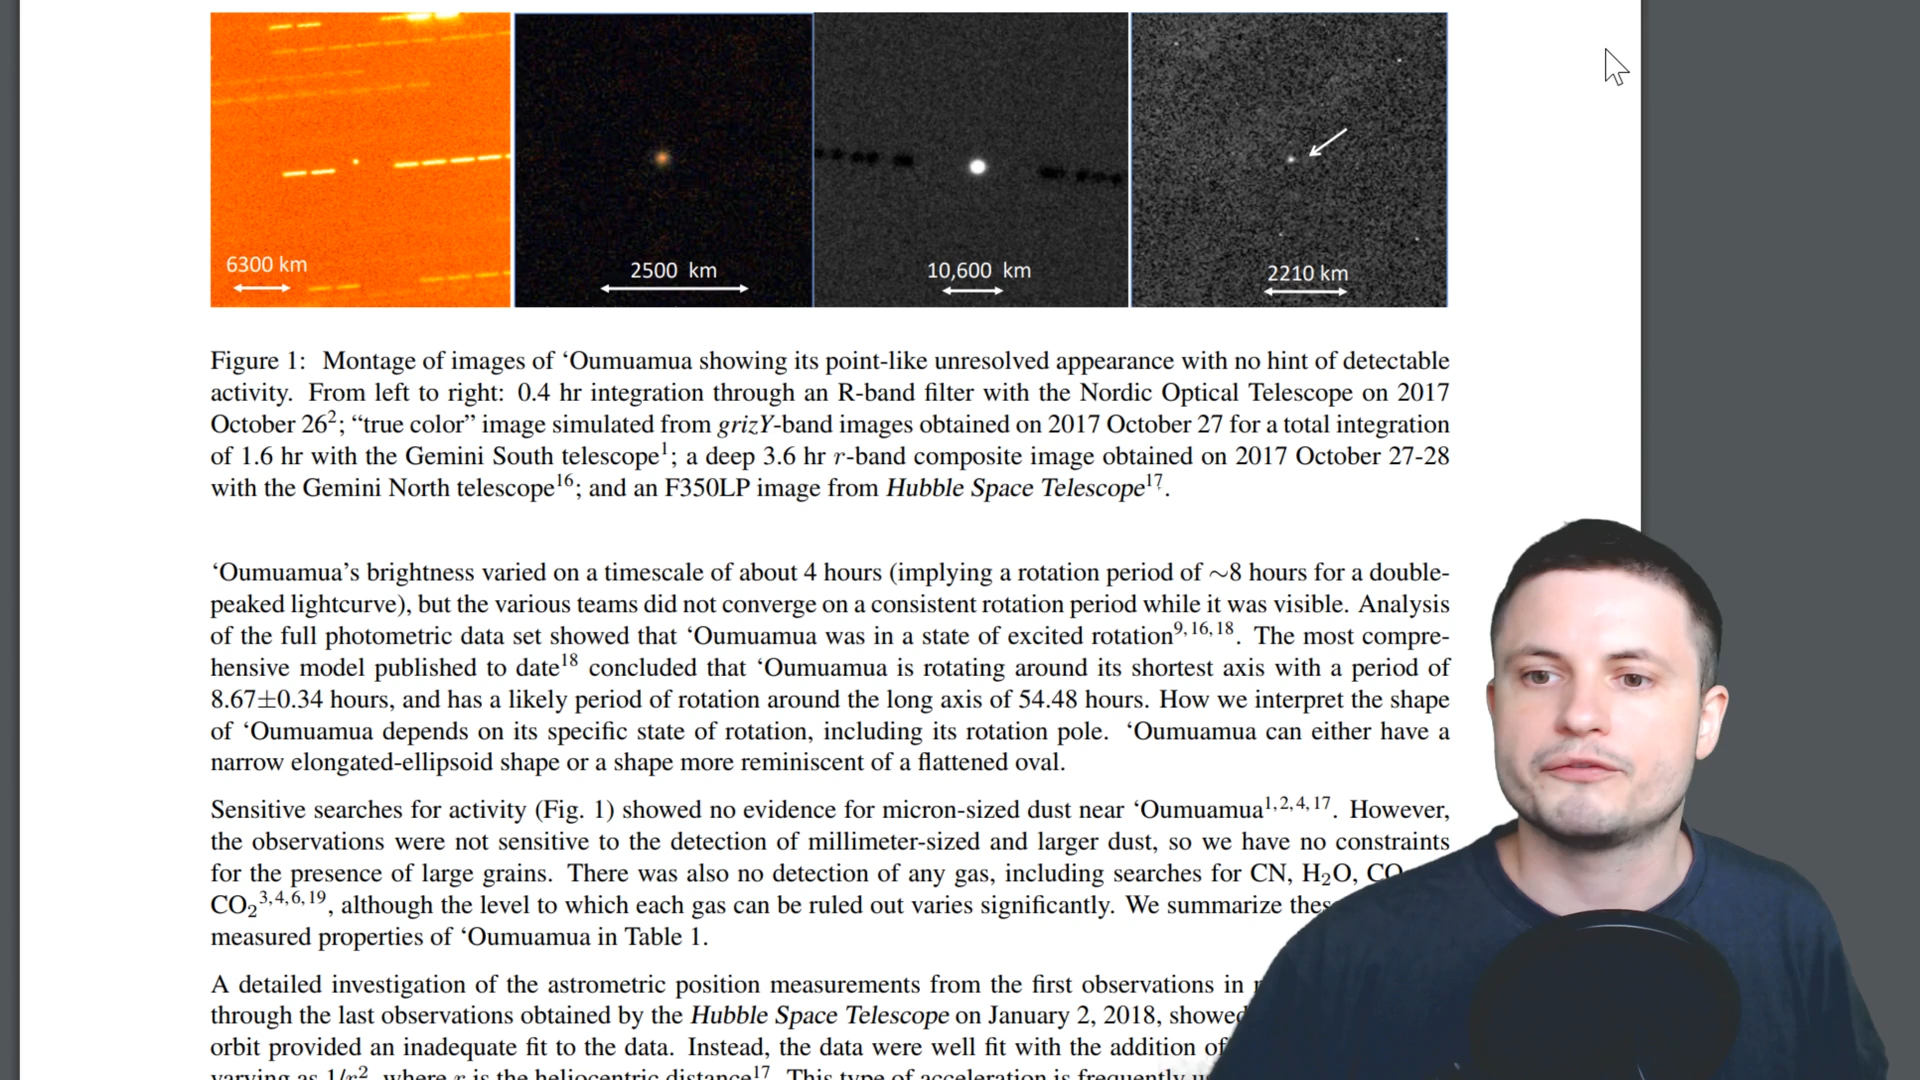 6300 km
2500 km
10,600 km
2210 km
Figure 1: Montage of images of ‘Oumuamua showing its point-like unresolved appearance with no hint of detectable
activity. From left to right: 0.4 hr integration through an R-band filter with the Nordic Optical Telescope on 2017
October 26²; “true color” image simulated from grizY-band images obtained on 2017 October 27 for a total integration
of 1.6 hr with the Gemini South telescope¹; a deep 3.6 hr r-band composite image obtained on 2017 October 27-28
with the Gemini North telescope¹⁶; and an F350LP image from Hubble Space Telescope¹⁷.
‘Oumuamua’s brightness varied on a timescale of about 4 hours (implying a rotation period of ~8 hours for a double-
peaked lightcurve), but the various teams did not converge on a consistent rotation period while it was visible. Analysis
of the full photometric data set showed that ‘Oumuamua was in a state of excited rotation⁹,¹⁶,¹⁸. The most compre-
hensive model published to date¹⁸ concluded that ‘Oumuamua is rotating around its shortest axis with a period of
8.67±0.34 hours, and has a likely period of rotation around the long axis of 54.48 hours. How we interpret the shape
of ‘Oumuamua depends on its specific state of rotation, including its rotation pole. ‘Oumuamua can either have a
narrow elongated-ellipsoid shape or a shape more reminiscent of a flattened oval.
Sensitive searches for activity (Fig. 1) showed no evidence for micron-sized dust near ‘Oumuamua¹,²,⁴,¹⁷. However,
the observations were not sensitive to the detection of millimeter-sized and larger dust, so we have no constraints
for the presence of large grains. There was also no detection of any gas, including searches for CN, H₂O, CO
CO₂³,⁴,⁶,¹⁹, although the level to which each gas can be ruled out varies significantly. We summarize thes
measured properties of ‘Oumuamua in Table 1.
A detailed investigation of the astrometric position measurements from the first observations in
through the last observations obtained by the Hubble Space Telescope on January 2, 2018, showed
orbit provided an inadequate fit to the data. Instead, the data were well fit with the addition of
varying as 1/r², where r is the heliocentric distance¹⁷. This type of acceleration is frequently